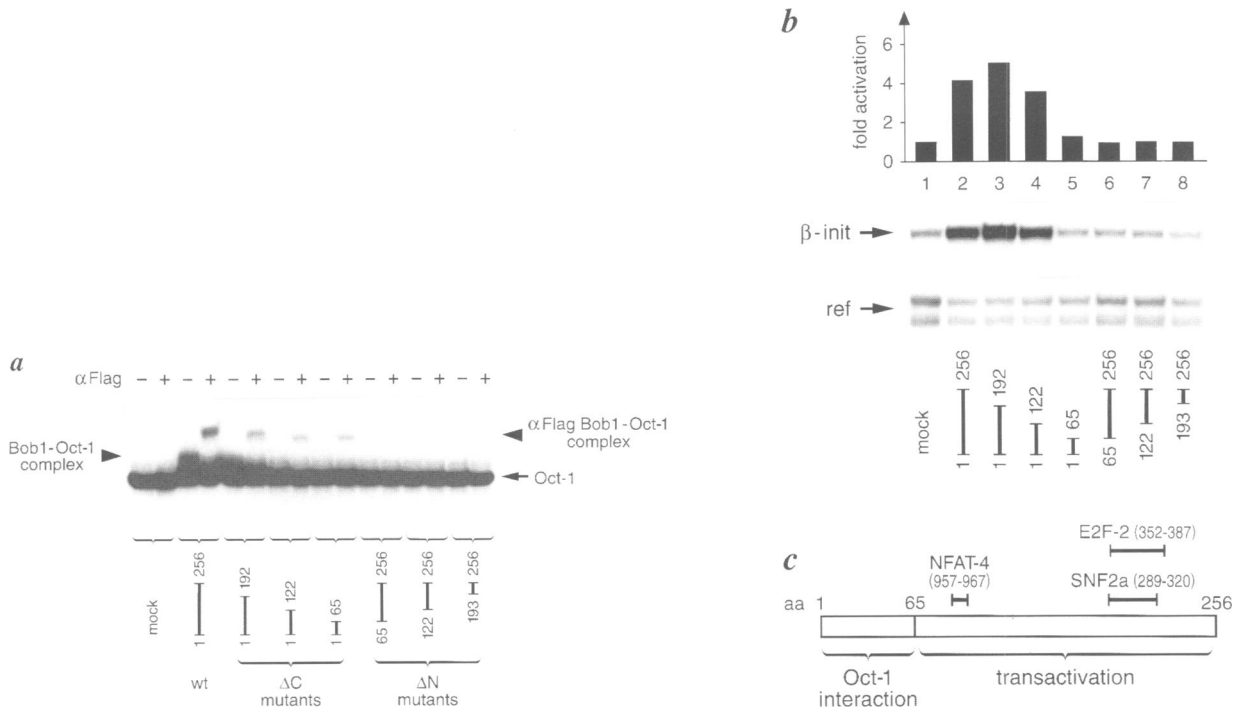 a
αFlag – + – + – + – + – + – + – + – +
Bob1-Oct-1
complex
αFlag Bob1-Oct-1
complex
Oct-1
mock
1 256
1 192
1 122
1 65
65 256
122 256
193 256
wt
ΔC
mutants
ΔN
mutants
b
fold activation
6
4
2
0
1 2 3 4 5 6 7 8
β-init
ref
mock
1 256
1 192
1 122
1 65
65 256
122 256
193 256
c
E2F-2 (352-387)
NFAT-4
(957-967)
SNF2a (289-320)
aa 1 65 256
Oct-1
interaction
transactivation